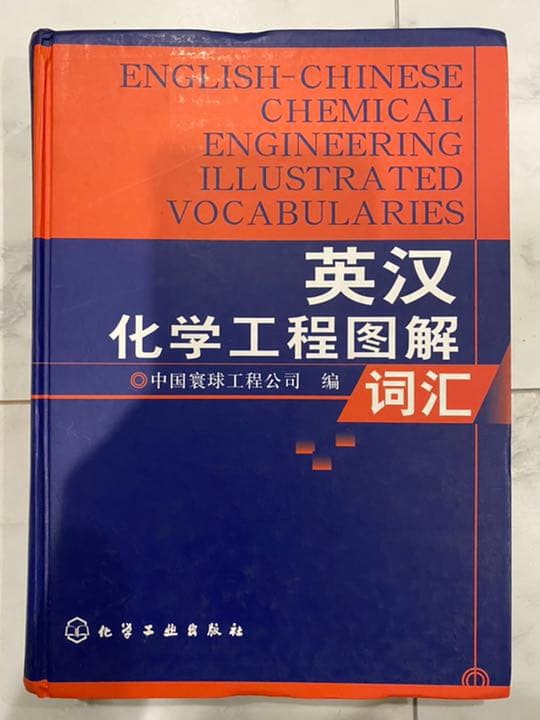 ENGLISH-CHINESE
CHEMICAL
ENGINEERING
ILLUSTRATED
VOCABULARIES
英汉
化学工程图解
◎中国寰球工程公司 编
词汇
化学工业出版社